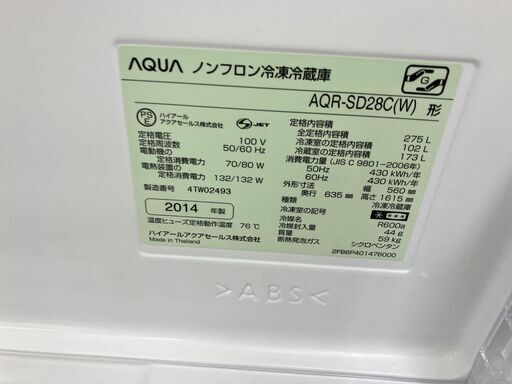 AQUA ノンフロン冷凍冷蔵庫
G
AQR-SD28C(W) 形
PS
E
ハイアール
アクアセールス株式会社
S-JET
定格電圧 100 V
定格周波数 50/60 Hz
電動機の
定格消費電力 70/80 W
電熱装置の
定格消費電力 132/132 W
製造番号 4TW02493
2014 年製
温度ヒューズ定格動作温度 76℃
ハイアールアクアセールス株式会社
Made in Thailand
定格内容積
全定格内容積 275 L
冷凍室の定格内容積 102 L
冷蔵室の定格内容積 173 L
消費電力量 (JIS C 9801-2006年)
50Hz 430 kWh/年
60Hz 430 kWh/年
外形寸法 幅 560 mm
奥行 635 mm 高さ 1615 mm
種類 冷凍冷蔵庫
冷凍室の記号
冷媒名 R600a
冷媒封入量 44 g
質量 59 kg
断熱発泡ガス シクロペンタン
2FB6P401476000
>ABS<